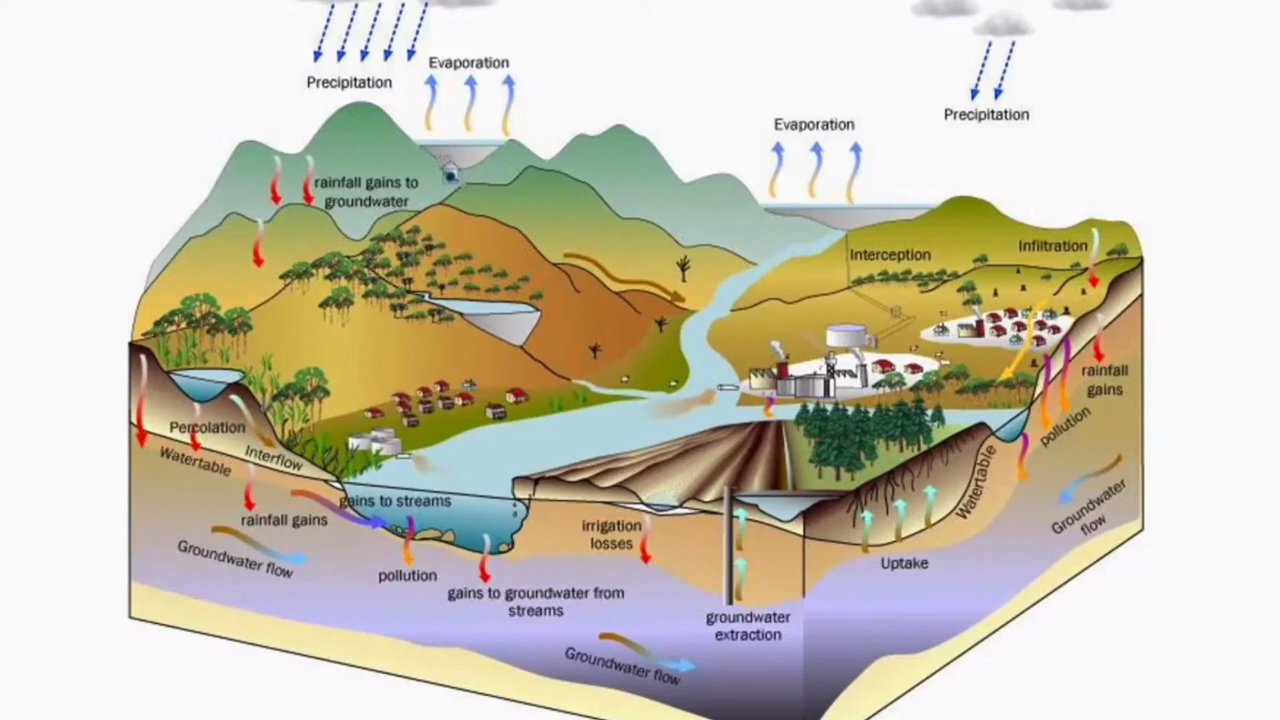 Evaporation
Precipitation
Precipitation
Evaporation
rainfall gains to
groundwater
Interception
Infiltration
rainfall
gains
pollution
Percolation
Watertable
Interflow
gains to streams
rainfall gains
irrigation
losses
Watertable
Groundwater
flow
Groundwater flow
pollution
Uptake
gains to groundwater from
streams
groundwater
extraction
Groundwater flow